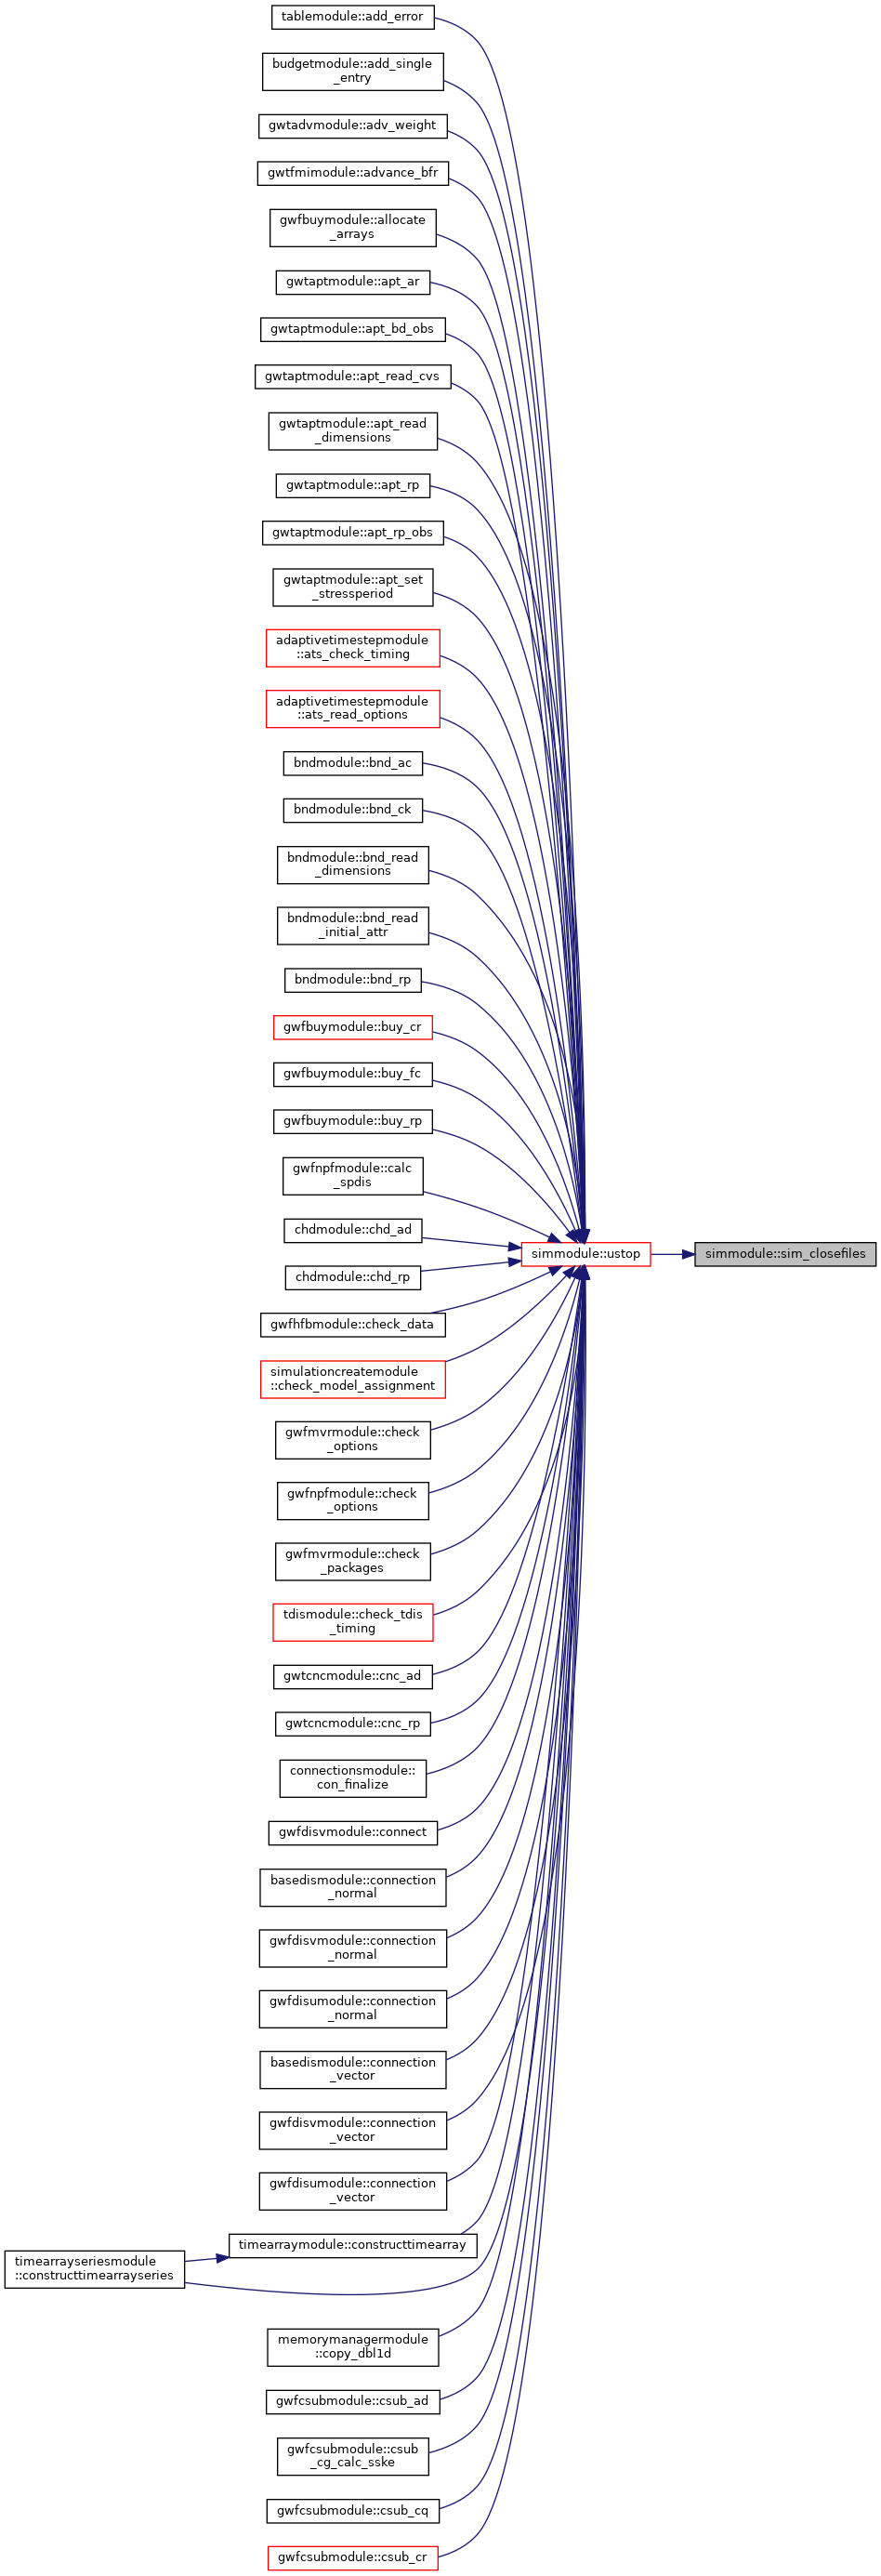 tablemodule::add_error
budgetmodule::add_single
_entry
gwtadvmodule::adv_weight
gwtfmimodule::advance_bfr
gwfbuymodule::allocate
_arrays
gwtaptmodule::apt_ar
gwtaptmodule::apt_bd_obs
gwtaptmodule::apt_read_cvs
gwtaptmodule::apt_read
_dimensions
gwtaptmodule::apt_rp
gwtaptmodule::apt_rp_obs
gwtaptmodule::apt_set
_stressperiod
adaptivetimestepmodule
::ats_check_timing
adaptivetimestepmodule
::ats_read_options
bndmodule::bnd_ac
bndmodule::bnd_ck
bndmodule::bnd_read
_dimensions
bndmodule::bnd_read
_initial_attr
bndmodule::bnd_rp
gwfbuymodule::buy_cr
gwfbuymodule::buy_fc
gwfbuymodule::buy_rp
gwfnpfmodule::calc
_spdis
chdmodule::chd_ad
simmodule::ustop
simmodule::sim_closefiles
chdmodule::chd_rp
gwfhfbmodule::check_data
simulationcreatemodule
::check_model_assignment
gwfmvrmodule::check
_options
gwfnpfmodule::check
_options
gwfmvrmodule::check
_packages
tdismodule::check_tdis
_timing
gwtcncmodule::cnc_ad
gwtcncmodule::cnc_rp
connectionsmodule::
con_finalize
gwfdisvmodule::connect
basedismodule::connection
_normal
gwfdisvmodule::connection
_normal
gwfdisumodule::connection
_normal
basedismodule::connection
_vector
gwfdisvmodule::connection
_vector
gwfdisumodule::connection
_vector
timearraymodule::constructtimearray
timearrayseriesmodule
::constructtimearrayseries
memorymanagermodule
::copy_dbl1d
gwfcsubmodule::csub_ad
gwfcsubmodule::csub
_cg_calc_sske
gwfcsubmodule::csub_cq
gwfcsubmodule::csub_cr